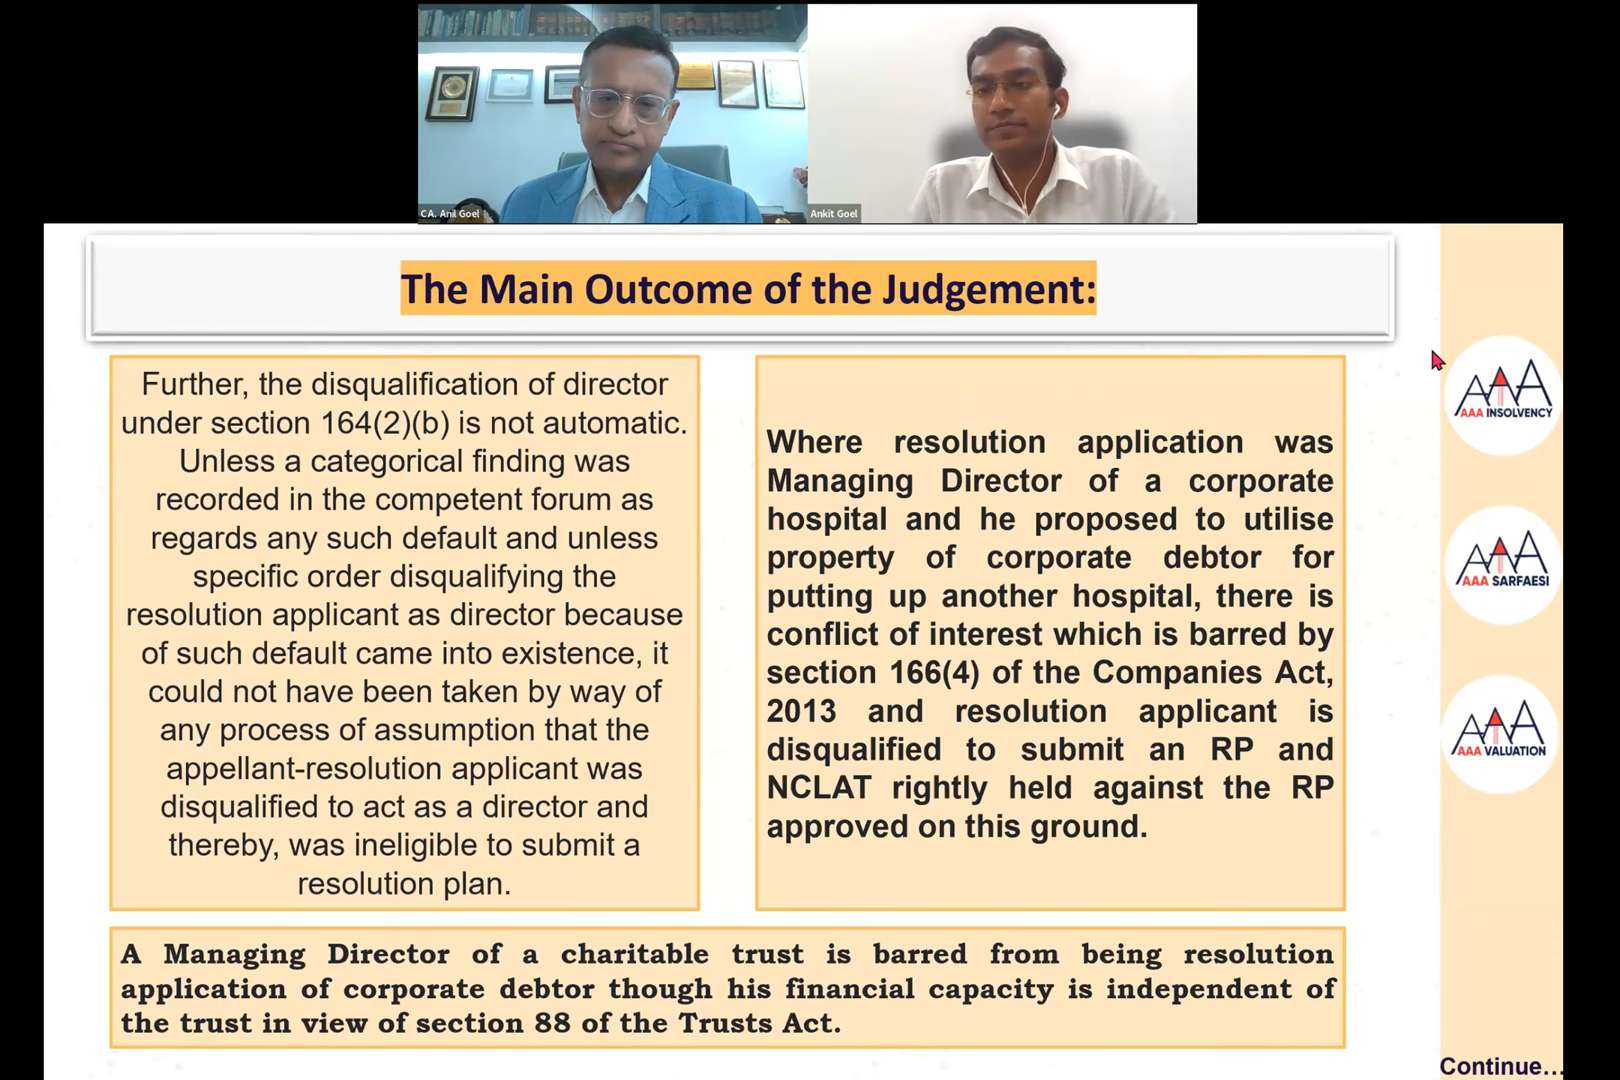 CA. Anil Goel
Ankit Goel
The Main Outcome of the Judgement:
Further, the disqualification of director
under section 164(2)(b) is not automatic.
Unless a categorical finding was
recorded in the competent forum as
regards any such default and unless
specific order disqualifying the
resolution applicant as director because
of such default came into existence, it
could not have been taken by way of
any process of assumption that the
appellant-resolution applicant was
disqualified to act as a director and
thereby, was ineligible to submit a
resolution plan.
Where resolution application was
Managing Director of a corporate
hospital and he proposed to utilise
property of corporate debtor for
putting up another hospital, there is
conflict of interest which is barred by
section 166(4) of the Companies Act,
2013 and resolution applicant is
disqualified to submit an RP and
NCLAT rightly held against the RP
approved on this ground.
A Managing Director of a charitable trust is barred from being resolution
application of corporate debtor though his financial capacity is independent of
the trust in view of section 88 of the Trusts Act.
AAA
AAA INSOLVENCY
AAA
AAA SARFAESI
AAA
AAA VALUATION
Continue...